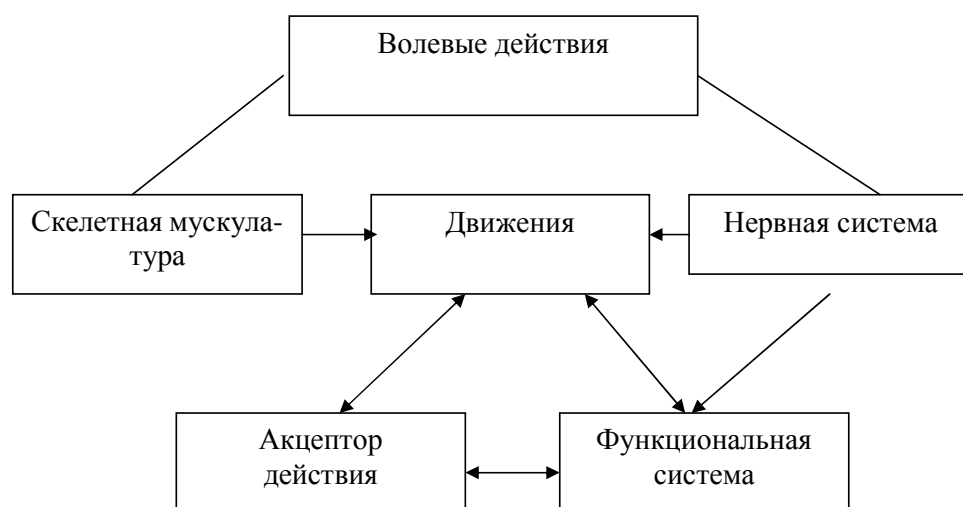 Волевые действия
Скелетная мускула-
тура
Движения
Нервная система
Акцептор
действия
Функциональная
система